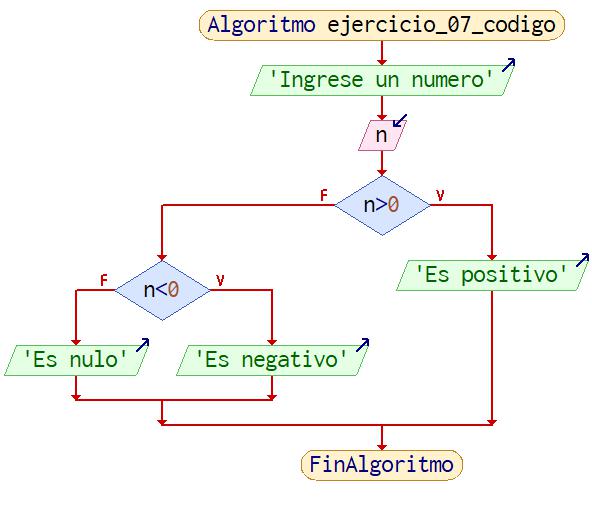 Algoritmo ejercicio_07_codigo
'Ingrese un numero'
n
n>0
F
V
n<0
F
V
'Es positivo'
'Es nulo'
'Es negativo'
FinAlgoritmo